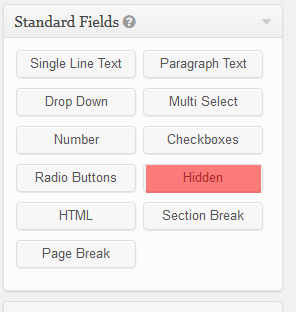 Standard Fields ?
Single Line Text Paragraph Text
Drop Down Multi Select
Number Checkboxes
Radio Buttons Hidden
HTML Section Break
Page Break